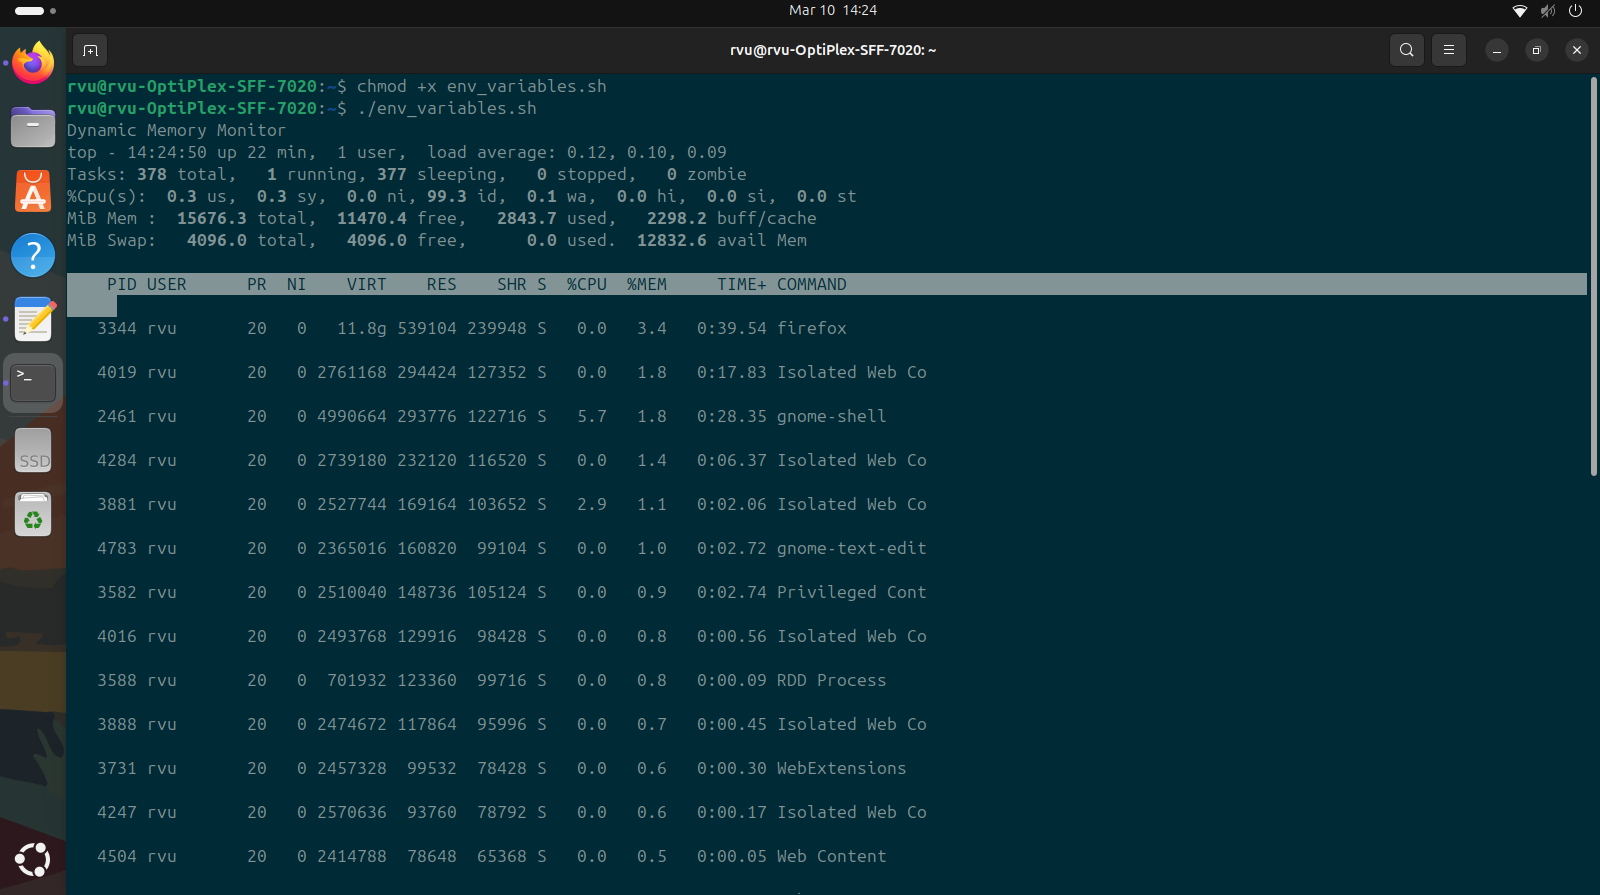 Mar 10 14:24
rvu@rvu-OptiPlex-SFF-7020: ~
rvu@rvu-OptiPlex-SFF-7020:~$ chmod +x env_variables.sh
rvu@rvu-OptiPlex-SFF-7020:~$ ./env_variables.sh
Dynamic Memory Monitor
top - 14:24:50 up 22 min,  1 user,  load average: 0.12, 0.10, 0.09
Tasks: 378 total,   1 running, 377 sleeping,   0 stopped,   0 zombie
%Cpu(s):  0.3 us,  0.3 sy,  0.0 ni, 99.3 id,  0.1 wa,  0.0 hi,  0.0 si,  0.0 st
MiB Mem :  15676.3 total,  11470.4 free,   2843.7 used,   2298.2 buff/cache
MiB Swap:   4096.0 total,   4096.0 free,      0.0 used.  12832.6 avail Mem
PID USER      PR  NI    VIRT    RES    SHR S  %CPU  %MEM     TIME+ COMMAND
3344 rvu       20   0   11.8g 539104 239948 S   0.0   3.4   0:39.54 firefox
4019 rvu       20   0 2761168 294424 127352 S   0.0   1.8   0:17.83 Isolated Web Co
2461 rvu       20   0 4990664 293776 122716 S   5.7   1.8   0:28.35 gnome-shell
4284 rvu       20   0 2739180 232120 116520 S   0.0   1.4   0:06.37 Isolated Web Co
3881 rvu       20   0 2527744 169164 103652 S   2.9   1.1   0:02.06 Isolated Web Co
4783 rvu       20   0 2365016 160820  99104 S   0.0   1.0   0:02.72 gnome-text-edit
3582 rvu       20   0 2510040 148736 105124 S   0.0   0.9   0:02.74 Privileged Cont
4016 rvu       20   0 2493768 129916  98428 S   0.0   0.8   0:00.56 Isolated Web Co
3588 rvu       20   0  701932 123360  99716 S   0.0   0.8   0:00.09 RDD Process
3888 rvu       20   0 2474672 117864  95996 S   0.0   0.7   0:00.45 Isolated Web Co
3731 rvu       20   0 2457328  99532  78428 S   0.0   0.6   0:00.30 WebExtensions
4247 rvu       20   0 2570636  93760  78792 S   0.0   0.6   0:00.17 Isolated Web Co
4504 rvu       20   0 2414788  78648  65368 S   0.0   0.5   0:00.05 Web Content
SSD